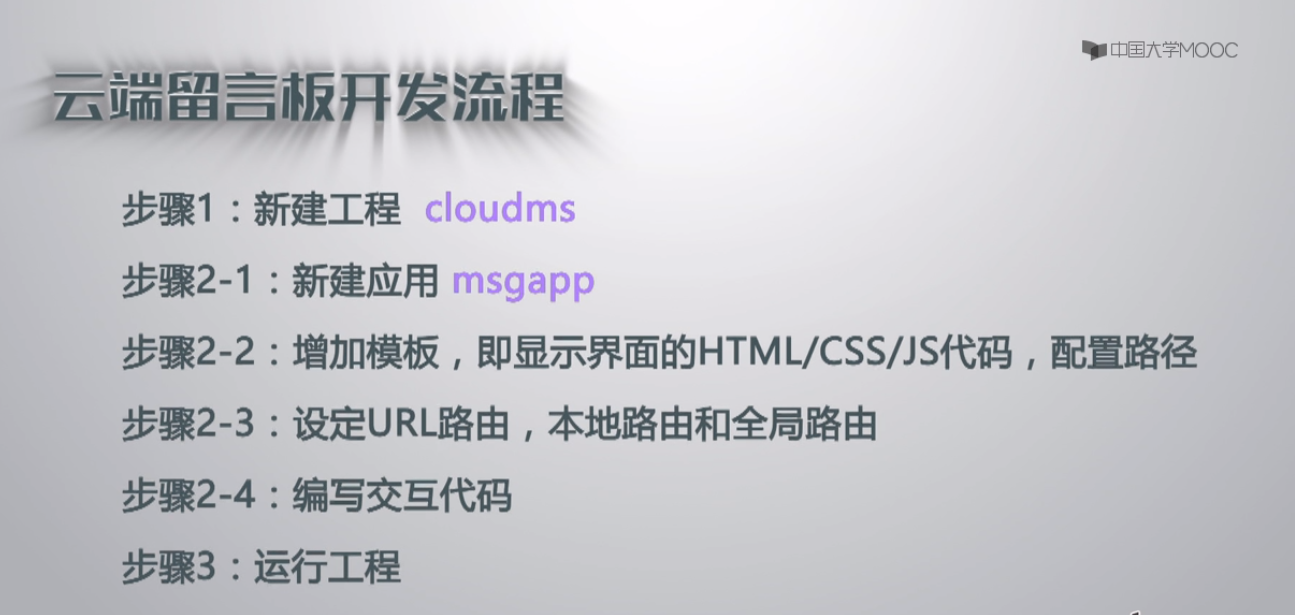 中国大学MOOC
云端留言板开发流程
步骤1：新建工程 cloudms
步骤2-1：新建应用 msgapp
步骤2-2：增加模板，即显示界面的HTML/CSS/JS代码，配置路径
步骤2-3：设定URL路由，本地路由和全局路由
步骤2-4：编写交互代码
步骤3：运行工程